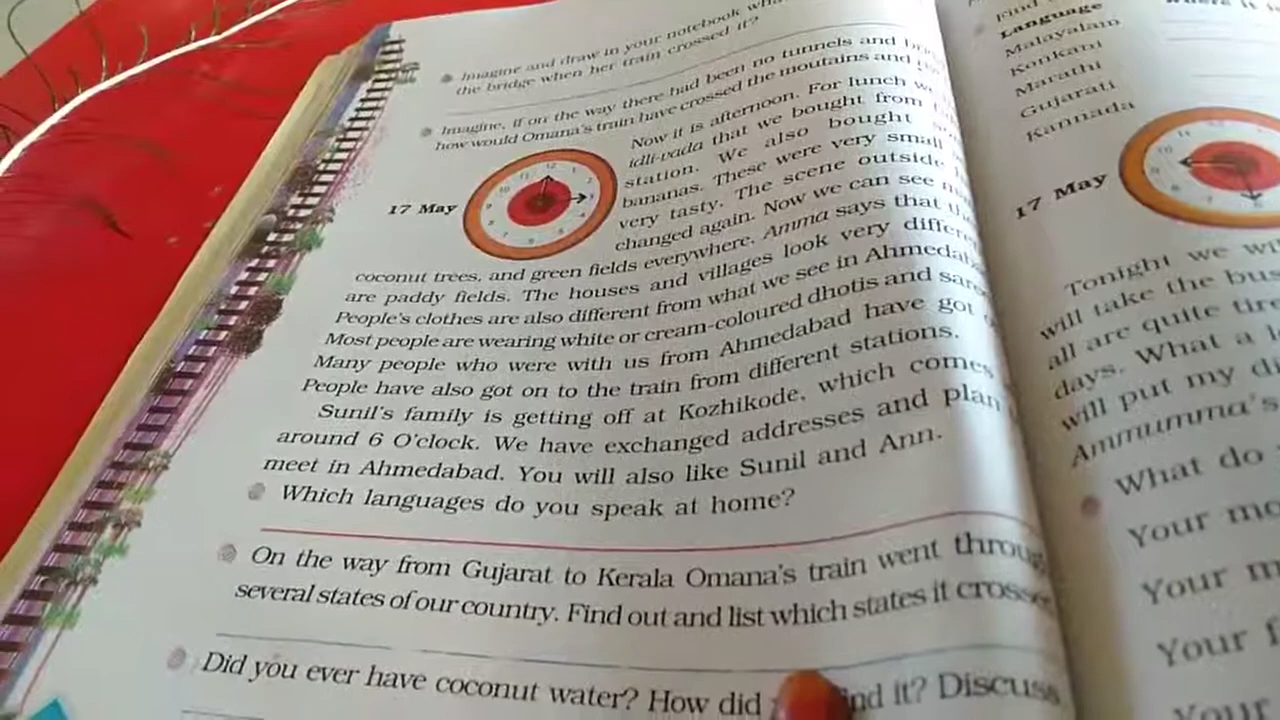 Imagine and draw in your notebook
the bridge when her train crossed it?
Imagine, if on the way there had been no tunnels and
how would Omana's train have crossed the moutains and
Now it is afternoon. For lunch
idli-vada that we bought from
station. We also bought
bananas. These were very small
very tasty. The scene outside
changed again. Now we can see
17 May
coconut trees, and green fields everywhere. Amma says that
are paddy fields. The houses and villages look very
People's clothes are also different from what we see in
Most people are wearing white or cream-coloured dhotis and
Many people who were with us from Ahmedabad have got
People have also got on to the train from different stations.
Sunil's family is getting off at Kozhikode, which comes
around 6 O'clock. We have exchanged addresses and plan
meet in Ahmedabad. You will also like Sunil and Ann.
Which languages do you speak at home?
On the way from Gujarat to Kerala Omana's train went
several states of our country. Find out and list which states it
Did you ever have coconut water? How did it? Discuss
Find
Language
Malayalam
Konkani
Marathi
Gujarati
Kannada
17 May
Tonight we
will take the
all are quite
days. What a
will put my
Ammumma's
What do
Your
Your
Your
Your